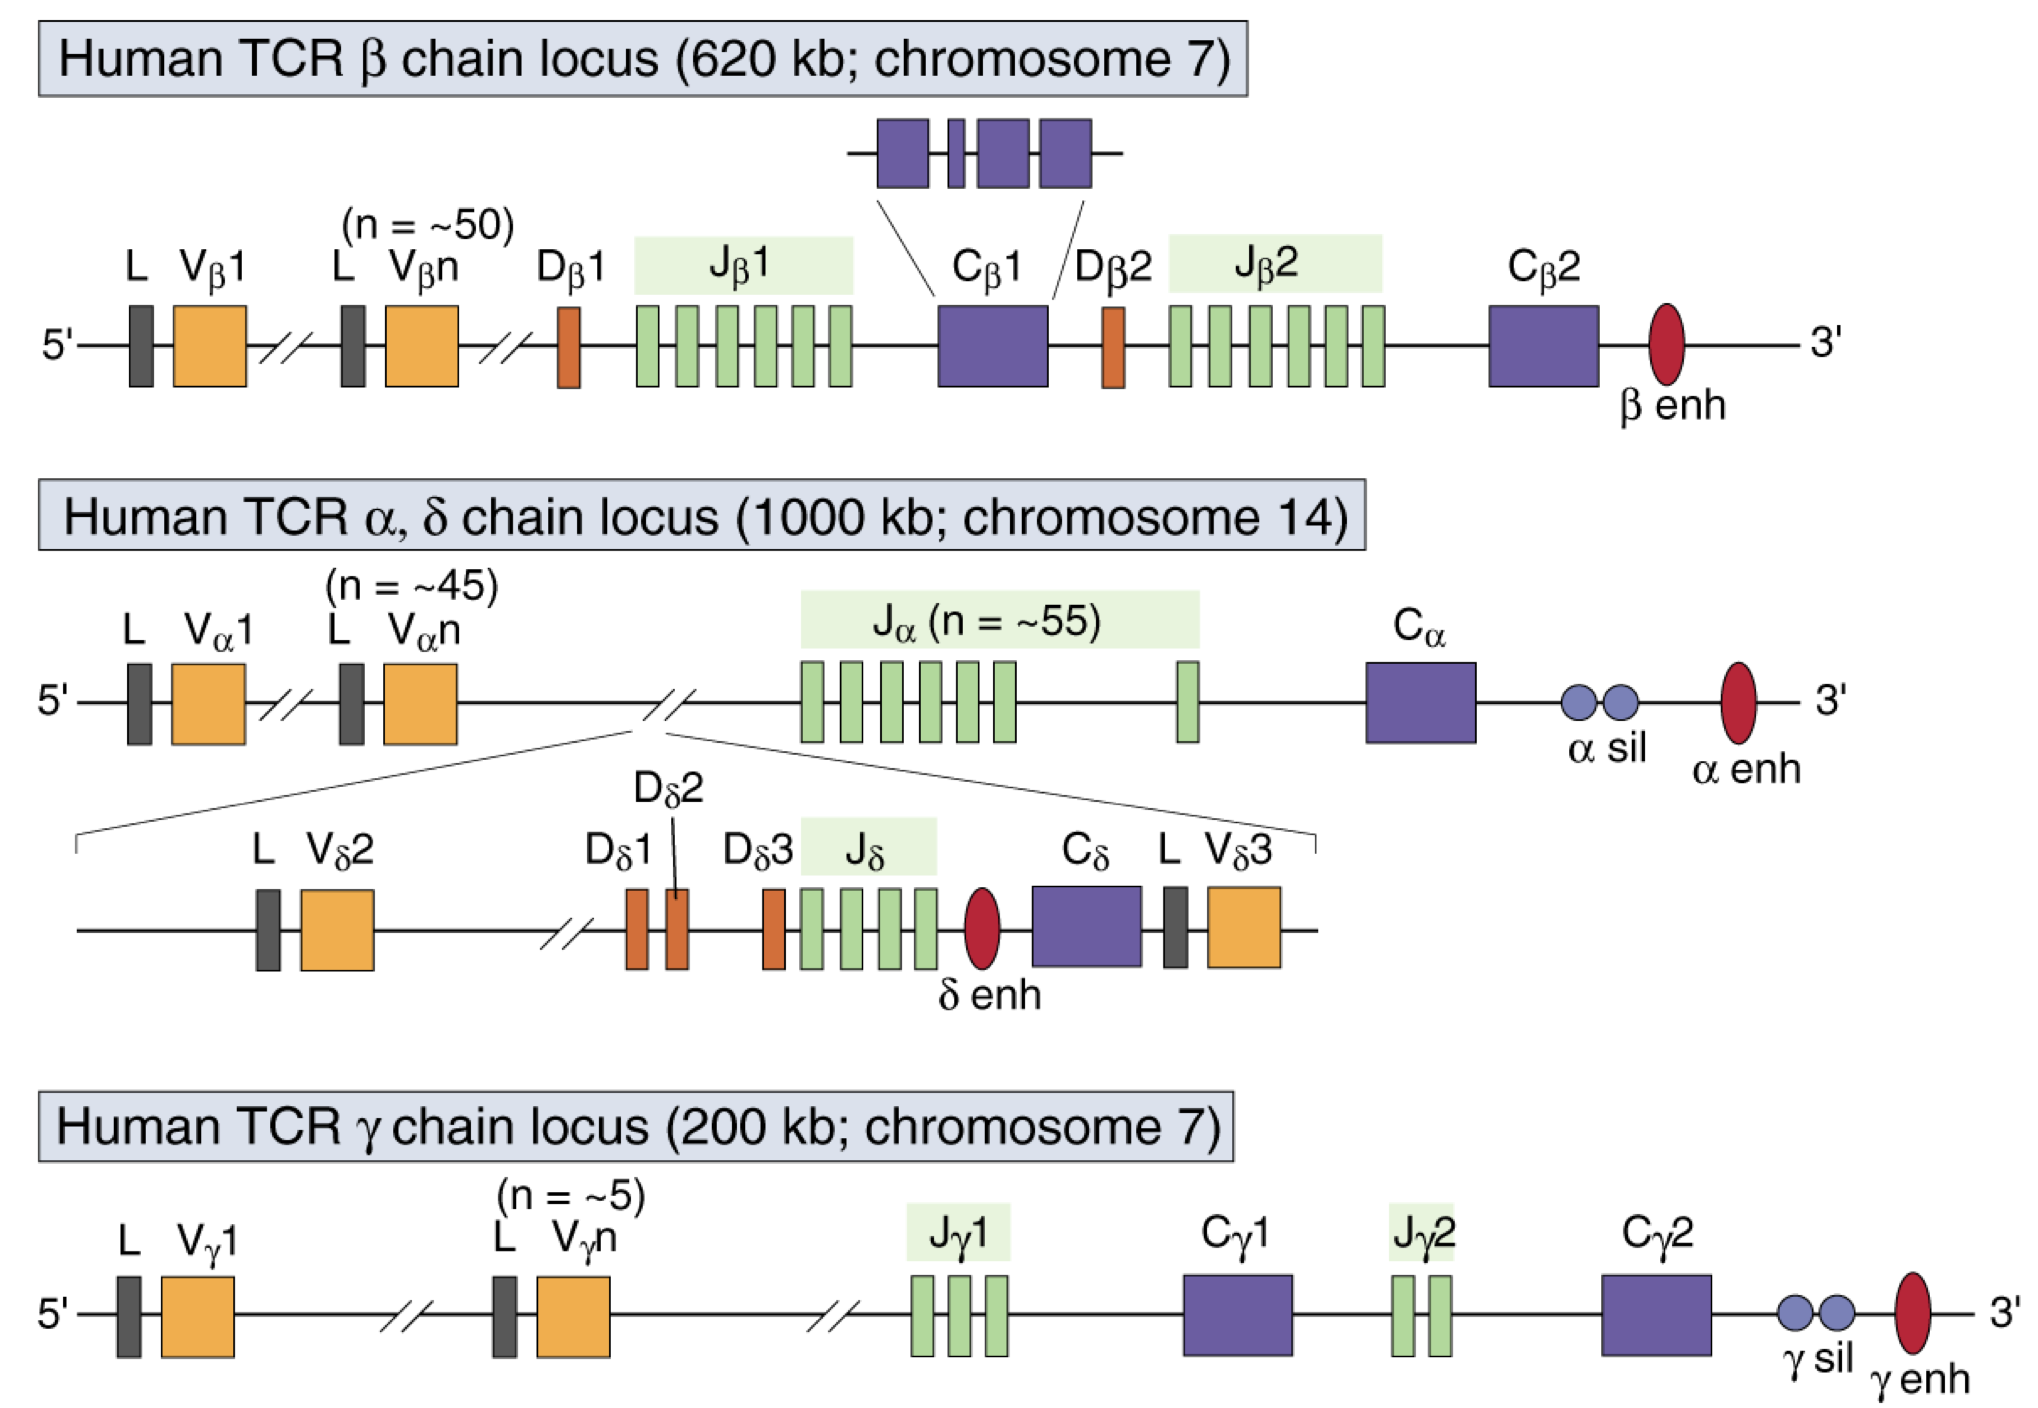 Human TCR β chain locus (620 kb; chromosome 7)
(n = ~50)
L Vβ1 L Vβn Dβ1 Jβ1 Cβ1 Dβ2 Jβ2 Cβ2
5' 3'
β enh
Human TCR α, δ chain locus (1000 kb; chromosome 14)
(n = ~45)
L Vα1 L Vαn Jα (n = ~55) Cα
5' 3'
α sil α enh
Dδ2
L Vδ2 Dδ1 Dδ3 Jδ Cδ L Vδ3
δ enh
Human TCR γ chain locus (200 kb; chromosome 7)
(n = ~5)
L Vγ1 L Vγn Jγ1 Cγ1 Jγ2 Cγ2
5' 3'
γ sil γ enh